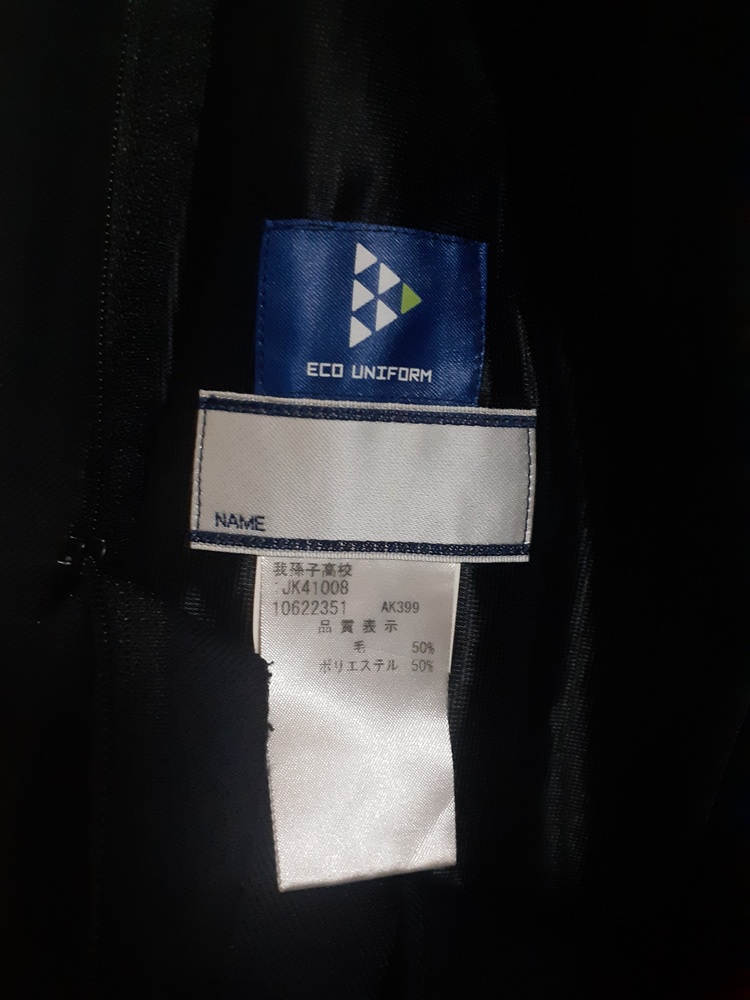 ECO UNIFORM
NAME
我孫子高校
:JK41008
10622351 AK399
品質表示
毛 50%
ポリエステル 50%